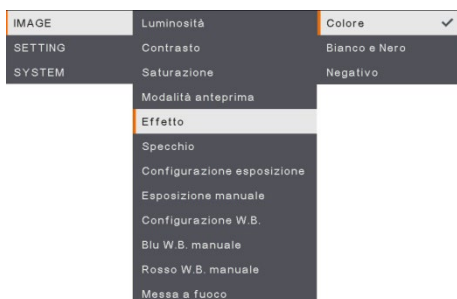 IMAGE
SETTING
SYSTEM
Luminosità
Contrasto
Saturazione
Modalità anteprima
Effetto
Specchio
Configurazione esposizione
Esposizione manuale
Configurazione W.B.
Blu W.B. manuale
Rosso W.B. manuale
Messa a fuoco
Colore
Bianco e Nero
Negativo